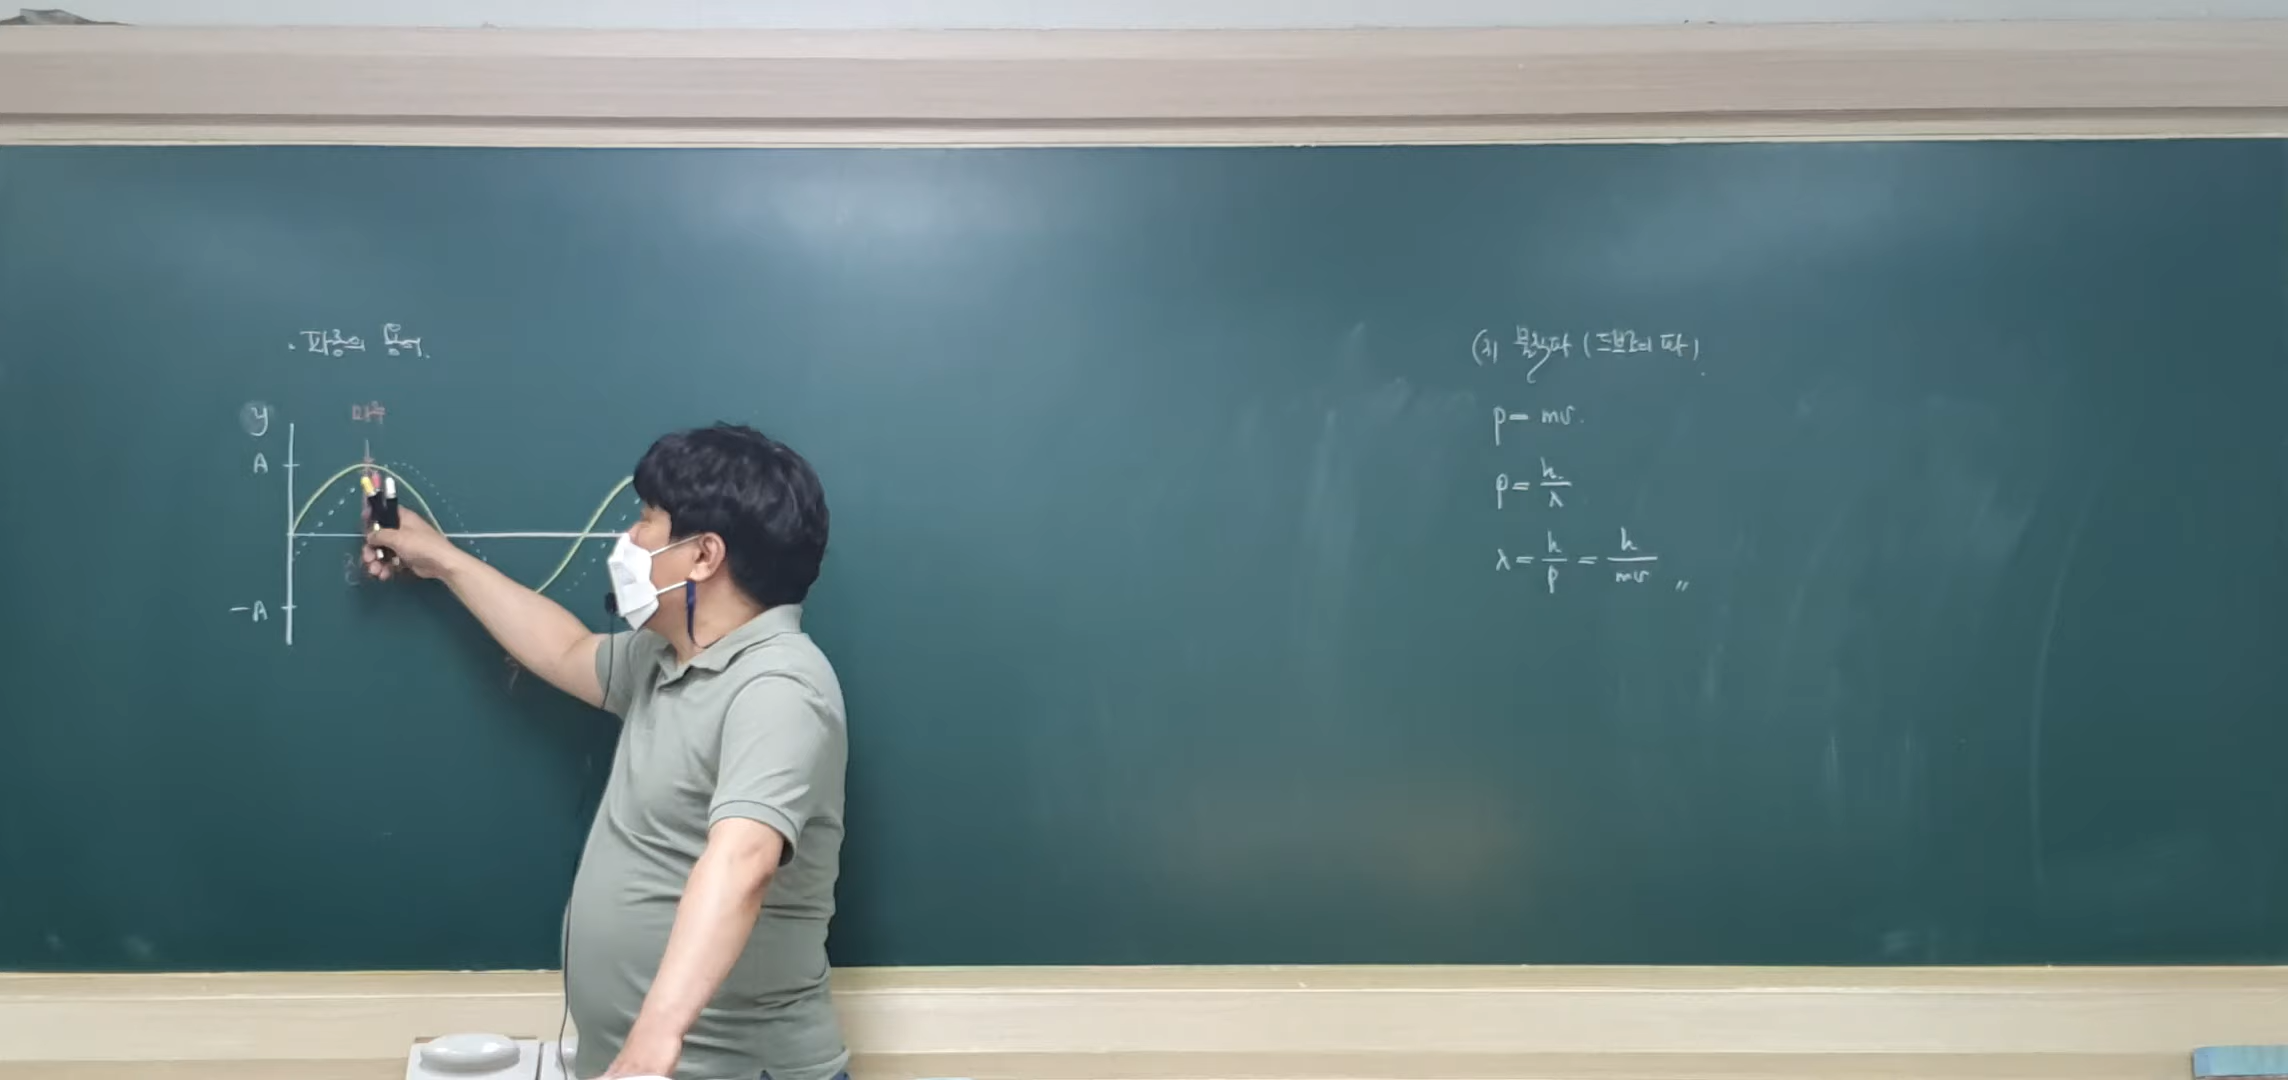 . 파동의 용어.
y
마루
A
-A
(3) 물질파 (드브로이 파).
p = mv.
p = h/λ
λ = h/p = h/mv 〃